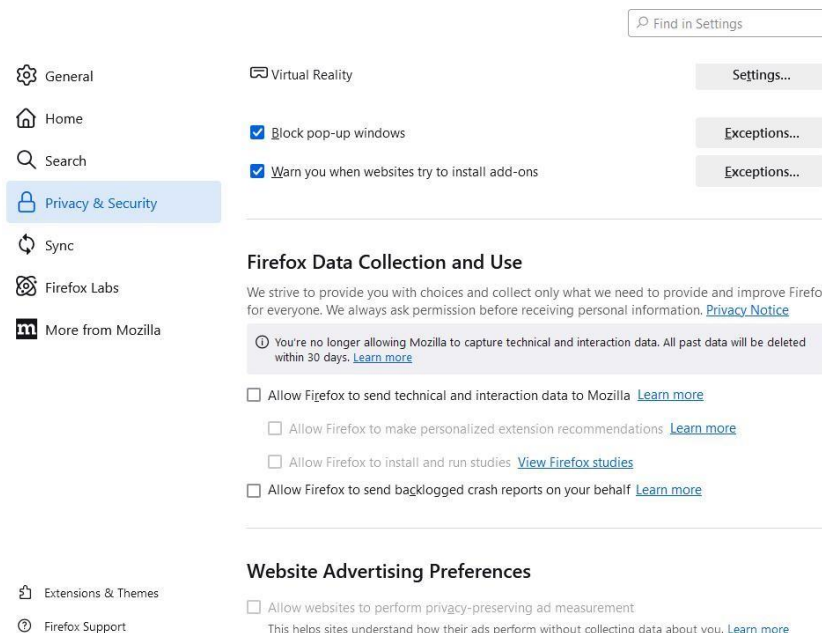 Find in Settings
General
Home
Search
Privacy & Security
Sync
Firefox Labs
More from Mozilla
Extensions & Themes
Firefox Support
Virtual Reality
Settings...
Block pop-up windows
Exceptions...
Warn you when websites try to install add-ons
Exceptions...
Firefox Data Collection and Use
We strive to provide you with choices and collect only what we need to provide and improve Firefo
for everyone. We always ask permission before receiving personal information. Privacy Notice
You're no longer allowing Mozilla to capture technical and interaction data. All past data will be deleted
within 30 days. Learn more
Allow Firefox to send technical and interaction data to Mozilla Learn more
Allow Firefox to make personalized extension recommendations Learn more
Allow Firefox to install and run studies View Firefox studies
Allow Firefox to send backlogged crash reports on your behalf Learn more
Website Advertising Preferences
Allow websites to perform privacy-preserving ad measurement
This helps sites understand how their ads perform without collecting data about you. Learn more